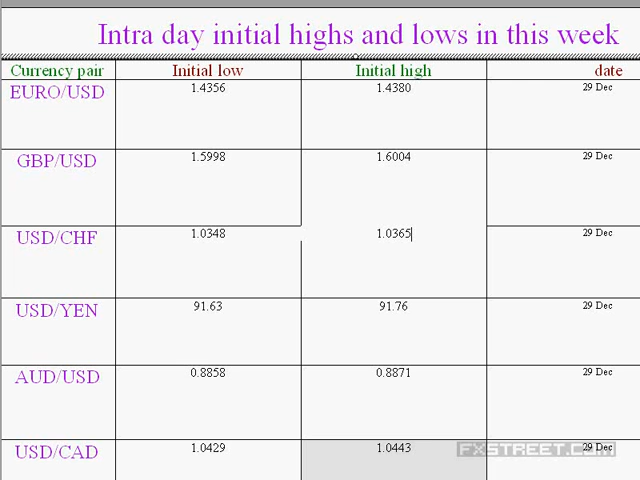 Intra day initial highs and lows in this week
Currency pair Initial low Initial high date
EURO/USD 1.4356 1.4380 29 Dec
GBP/USD 1.5998 1.6004 29 Dec
USD/CHF 1.0348 1.0365 29 Dec
USD/YEN 91.63 91.76 29 Dec
AUD/USD 0.8858 0.8871 29 Dec
USD/CAD 1.0429 1.0443 29 Dec
FXSTREET.COM